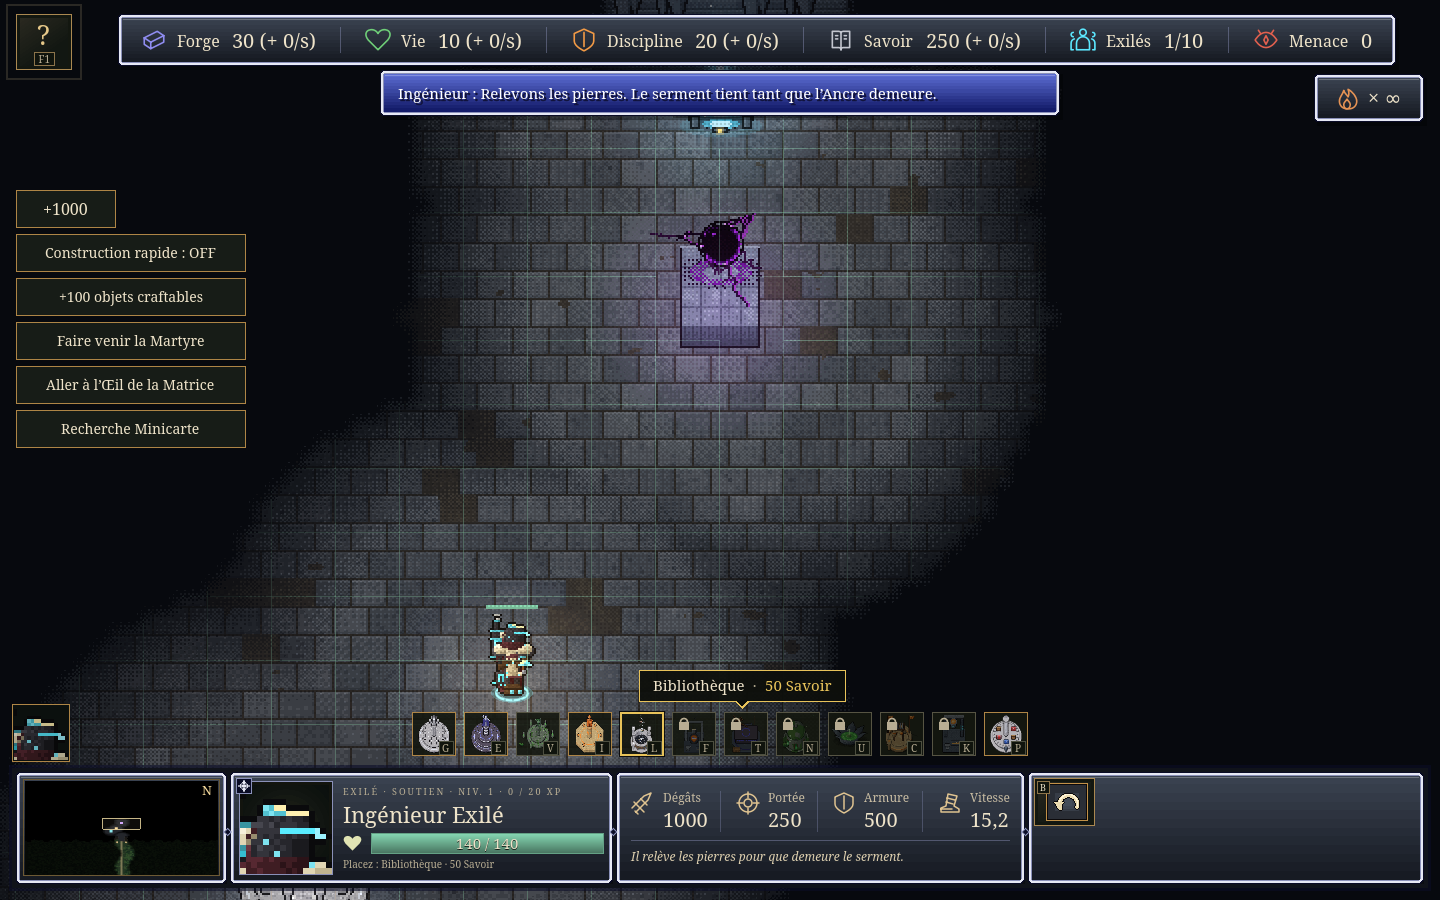 ?
F1
Forge 30 (+ 0/s)
Vie 10 (+ 0/s)
Discipline 20 (+ 0/s)
Savoir 250 (+ 0/s)
Exilés 1/10
Menace 0
Ingénieur : Relevons les pierres. Le serment tient tant que l'Ancre demeure.
× ∞
+1000
Construction rapide : OFF
+100 objets craftables
Faire venir la Martyre
Aller à l'Œil de la Matrice
Recherche Minicarte
Bibliothèque · 50 Savoir
G E V I L F T N U C K P
N
EXILÉ · SOUTIEN · NIV. 1 · 0 / 20 XP
Ingénieur Exilé
140 / 140
Placez : Bibliothèque · 50 Savoir
Dégâts
1000
Portée
250
Armure
500
Vitesse
15,2
Il relève les pierres pour que demeure le serment.
B